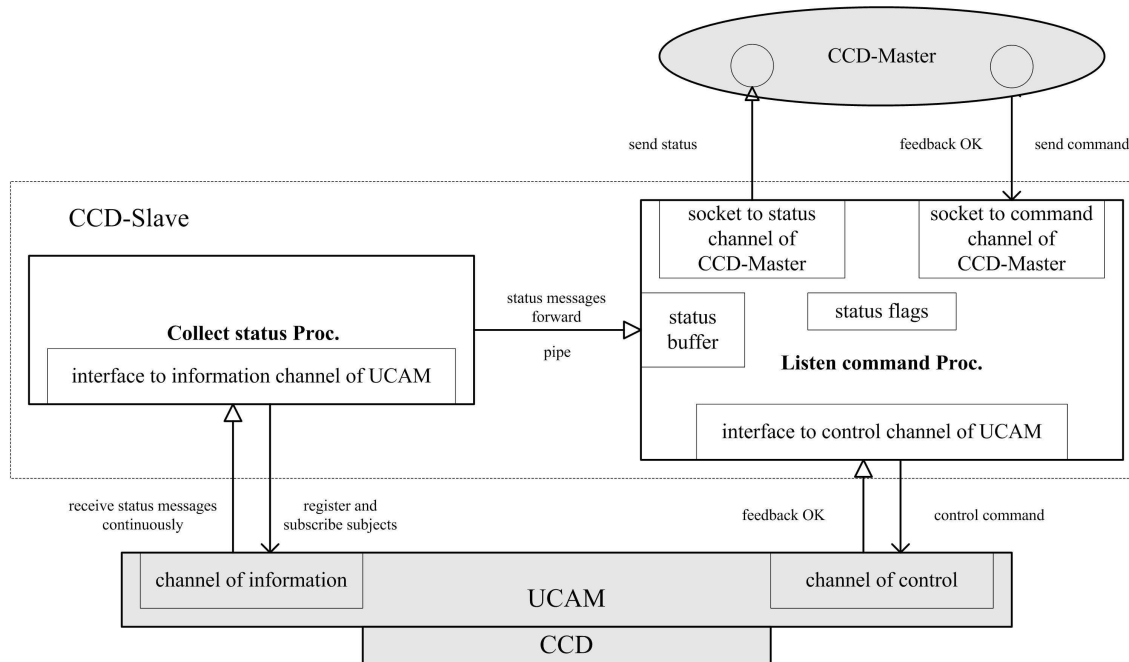 CCD-Master
send status
feedback OK
send command
CCD-Slave
socket to status
channel of
CCD-Master
socket to command
channel of
CCD-Master
status messages
forward
pipe
status
buffer
status flags
Collect status Proc.
interface to information channel of UCAM
Listen command Proc.
interface to control channel of UCAM
receive status messages
continuously
register and
subscribe subjects
feedback OK
control command
channel of information
channel of control
UCAM
CCD